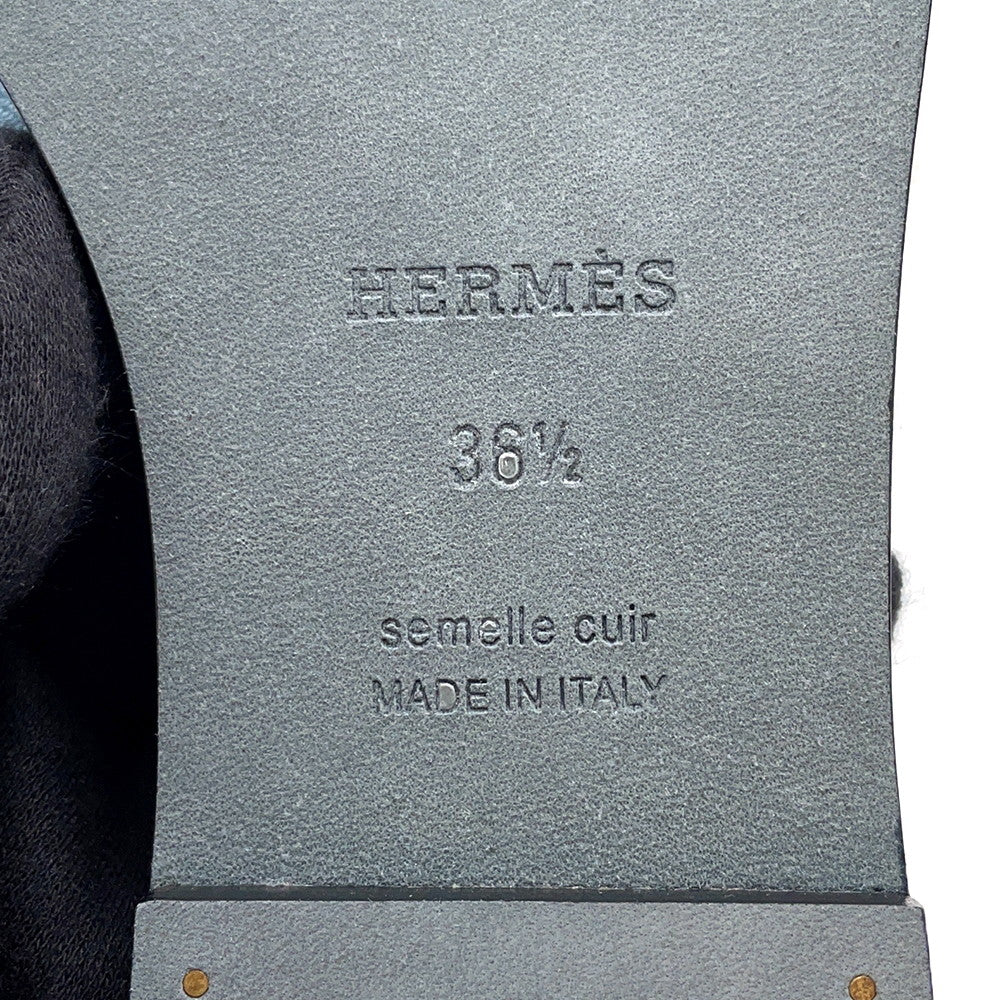 HERMÈS
36½
semelle cuir
MADE IN ITALY